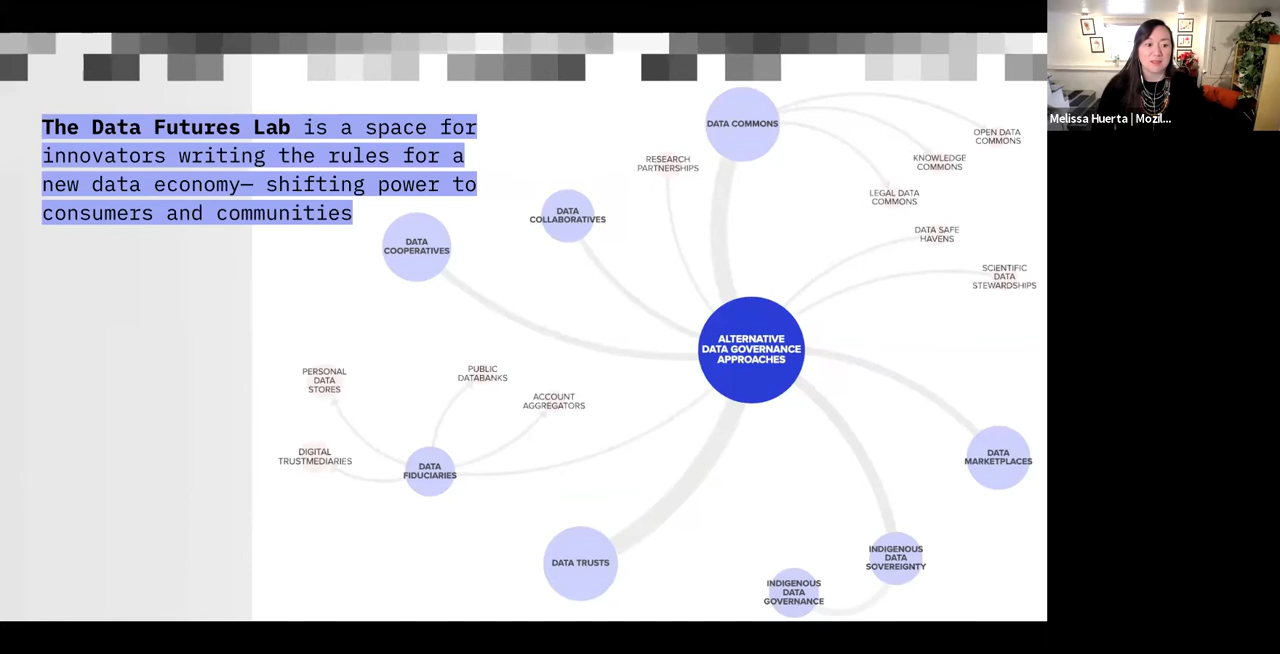 The Data Futures Lab is a space for
innovators writing the rules for a
new data economy— shifting power to
consumers and communities
Melissa Huerta | Mozil...
DATA COMMONS
OPEN DATA
COMMONS
KNOWLEDGE
COMMONS
LEGAL DATA
COMMONS
RESEARCH
PARTNERSHIPS
DATA
COLLABORATIVES
DATA
COOPERATIVES
DATA SAFE
HAVENS
SCIENTIFIC
DATA
STEWARDSHIPS
ALTERNATIVE
DATA GOVERNANCE
APPROACHES
PERSONAL
DATA
STORES
PUBLIC
DATABANKS
ACCOUNT
AGGREGATORS
DIGITAL
TRUSTMEDIARIES
DATA
FIDUCIARIES
DATA
MARKETPLACES
DATA TRUSTS
INDIGENOUS
DATA
SOVEREIGNTY
INDIGENOUS
DATA
GOVERNANCE